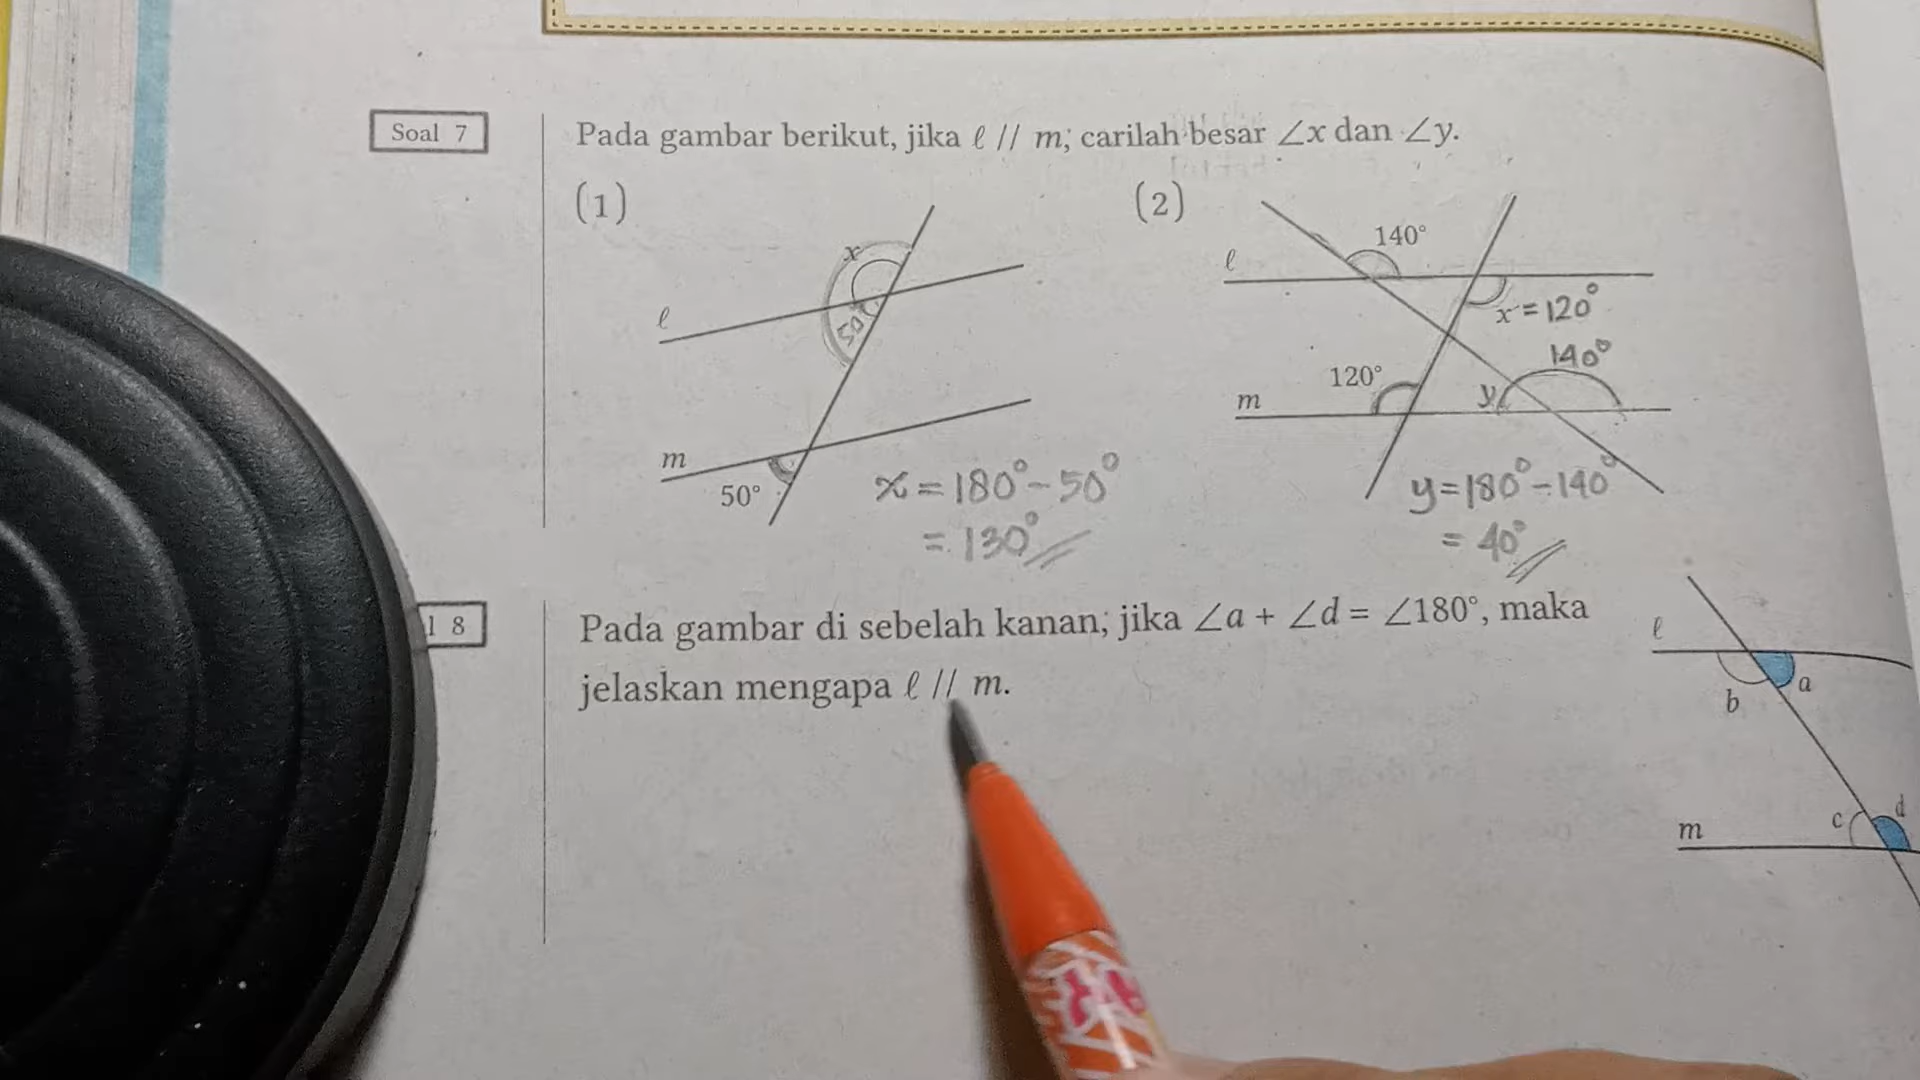 Soal 7
Pada gambar berikut, jika ℓ // m; carilah besar ∠x dan ∠y.
(1)
(2)
x
ℓ
50
m
50°
x = 180° - 50°
= 130°
140°
ℓ
x = 120°
140°
120°
y
m
y = 180° - 140°
= 40°
l 8
Pada gambar di sebelah kanan; jika ∠a + ∠d = ∠180°, maka
jelaskan mengapa ℓ // m.
ℓ
a
b
d
c
m